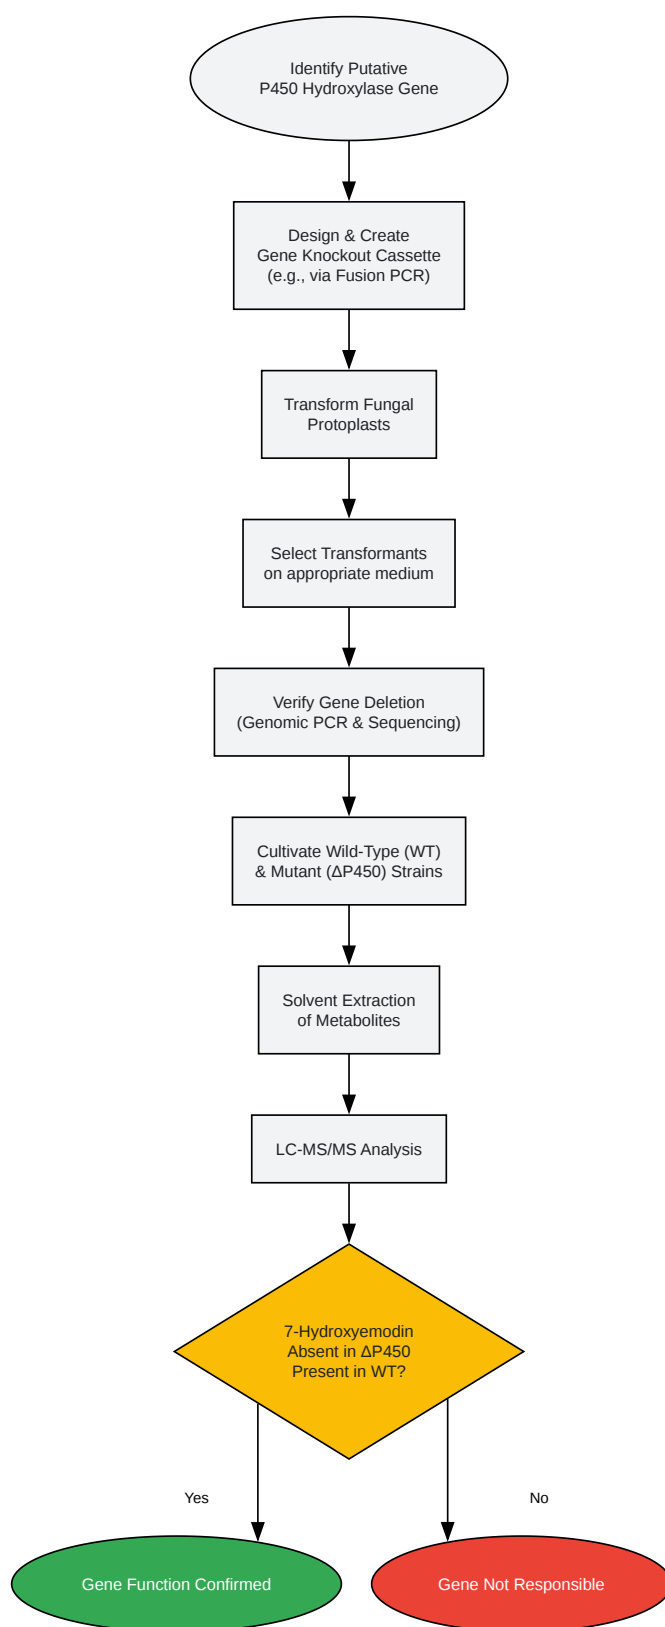 Identify Putative
P450 Hydroxylase Gene
Design & Create
Gene Knockout Cassette
(e.g., via Fusion PCR)
Transform Fungal
Protoplasts
Select Transformants
on appropriate medium
Verify Gene Deletion
(Genomic PCR & Sequencing)
Cultivate Wild-Type (WT)
& Mutant (ΔP450) Strains
Solvent Extraction
of Metabolites
LC-MS/MS Analysis
7-Hydroxyemodin
Absent in ΔP450
Present in WT?
Yes
No
Gene Function Confirmed
Gene Not Responsible